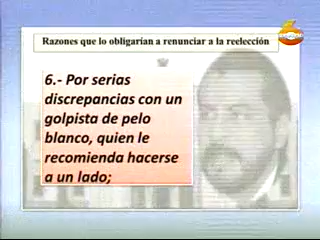 Razones que lo obligarían a renunciar a la reelección
6.- Por serias
discrepancias con un
golpista de pelo
blanco, quien le
recomienda hacerse
a un lado;